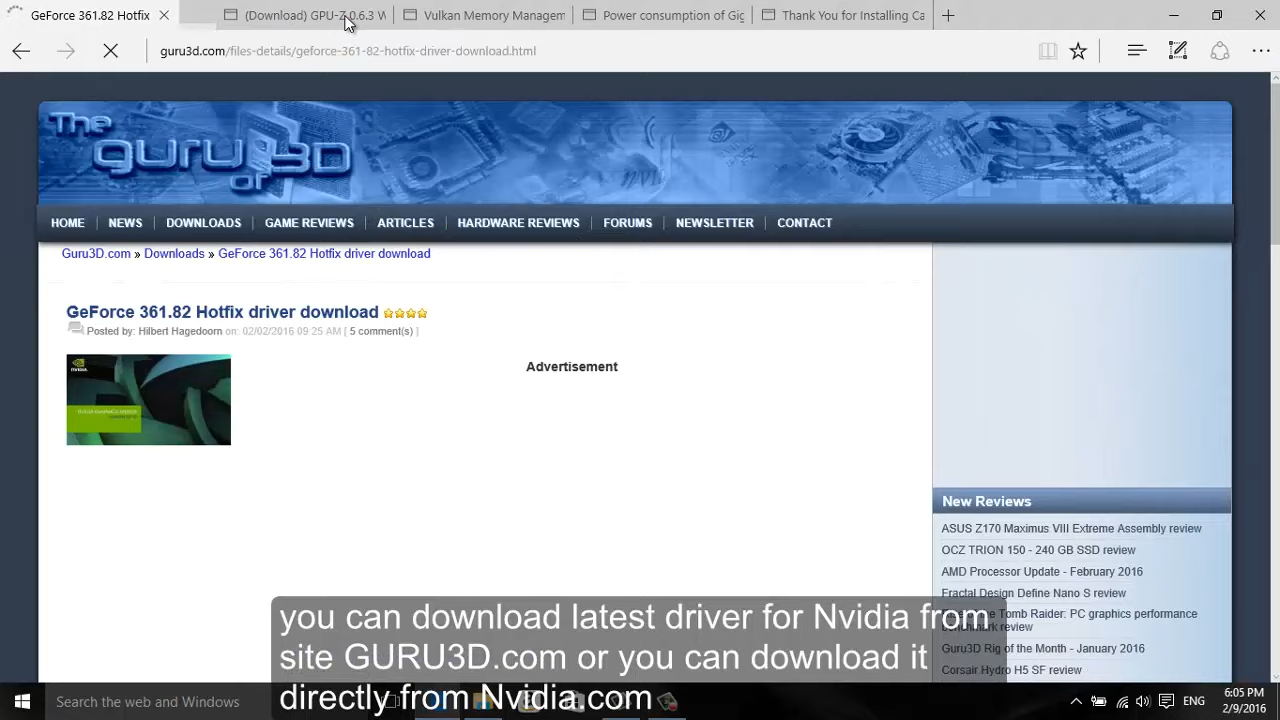 GeForce 361.82 Hotfix
(Download) GPU-Z 0.6.3 W
Vulkan Memory Managem
Power consumption of Gig
Thank You for Installing Ca
guru3d.com/files-details/geforce-361-82-hotfix-driver-download.html
The guru of 3D
HOME NEWS DOWNLOADS GAME REVIEWS ARTICLES HARDWARE REVIEWS FORUMS NEWSLETTER CONTACT
Guru3D.com » Downloads » GeForce 361.82 Hotfix driver download
GeForce 361.82 Hotfix driver download
Posted by: Hilbert Hagedoorn on: 02/02/2016 09:25 AM [ 5 comment(s) ]
Advertisement
NVIDIA
New Reviews
ASUS Z170 Maximus VIII Extreme Assembly review
OCZ TRION 150 - 240 GB SSD review
AMD Processor Update - February 2016
Fractal Design Define Nano S review
Tomb Raider: PC graphics performance
review
Guru3D Rig of the Month - January 2016
Corsair Hydro H5 SF review
you can download latest driver for Nvidia from
site GURU3D.com or you can download it
directly from Nvidia.com
Search the web and Windows
ENG
6:05 PM
2/9/2016